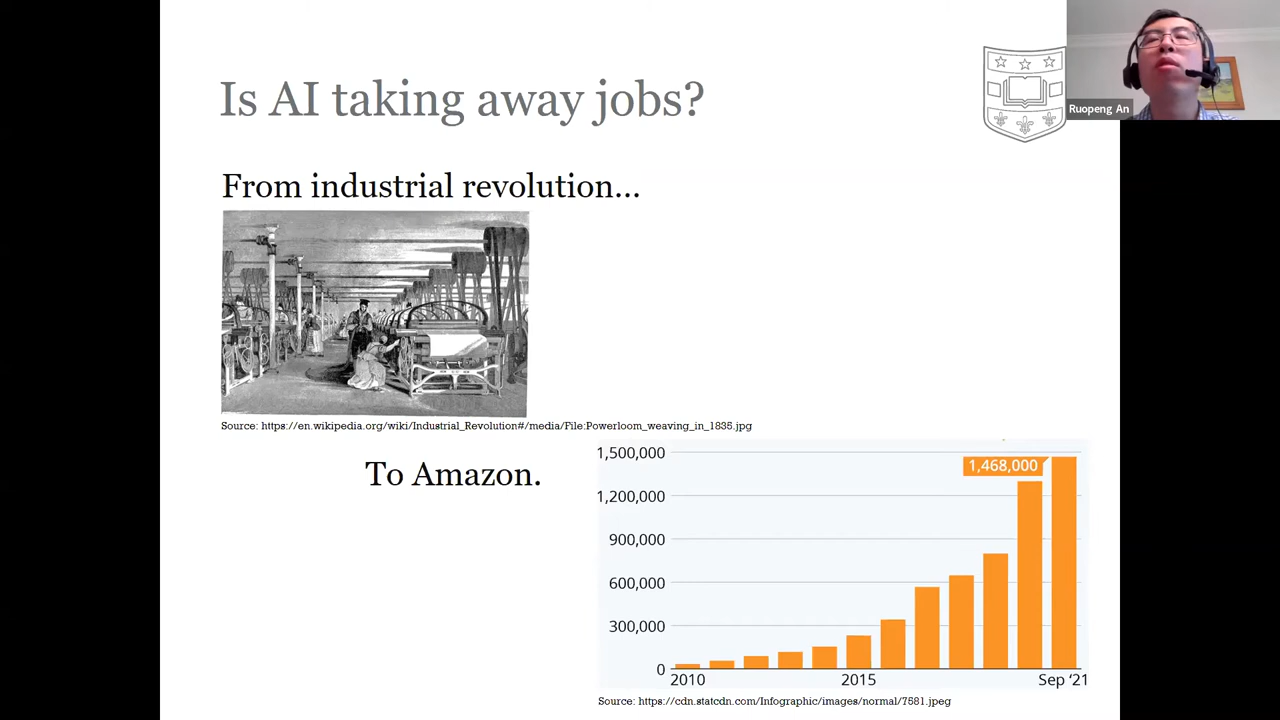 Is AI taking away jobs?
Ruopeng An
From industrial revolution...
Source: https://en.wikipedia.org/wiki/Industrial_Revolution#/media/File:Powerloom_weaving_in_1835.jpg
To Amazon.
1,500,000
1,468,000
1,200,000
900,000
600,000
300,000
0
2010 2015 Sep ‘21
Source: https://cdn.statcdn.com/Infographic/images/normal/7581.jpeg